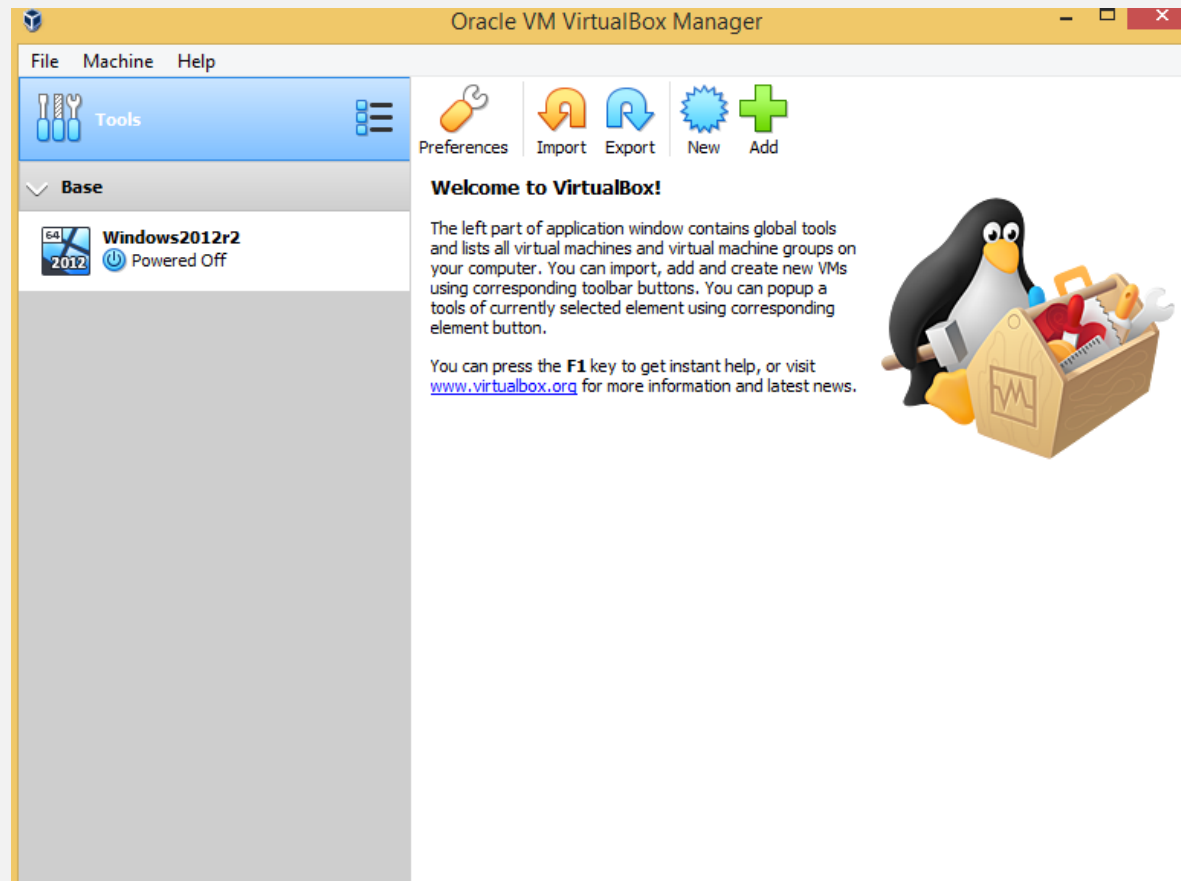 Oracle VM VirtualBox Manager
File Machine Help
Tools
Preferences Import Export New Add
Base
Windows2012r2
Powered Off
64
2012
Welcome to VirtualBox!
The left part of application window contains global tools
and lists all virtual machines and virtual machine groups on
your computer. You can import, add and create new VMs
using corresponding toolbar buttons. You can popup a
tools of currently selected element using corresponding
element button.
You can press the F1 key to get instant help, or visit
www.virtualbox.org for more information and latest news.